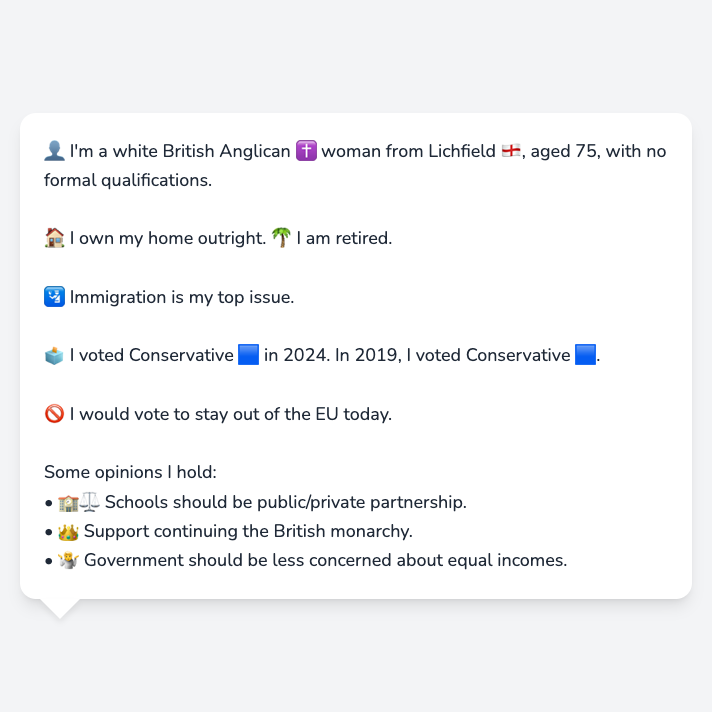 👤 I'm a white British Anglican ✝️ woman from Lichfield 🏴󠁧󠁢󠁥󠁮󠁧󠁿, aged 75, with no
formal qualifications.
🏠 I own my home outright. 🌴 I am retired.
🛂 Immigration is my top issue.
🗳️ I voted Conservative 🟦 in 2024. In 2019, I voted Conservative 🟦.
🚫 I would vote to stay out of the EU today.
Some opinions I hold:
• 🏫⚖️ Schools should be public/private partnership.
• 👑 Support continuing the British monarchy.
• 🤷‍♀️ Government should be less concerned about equal incomes.